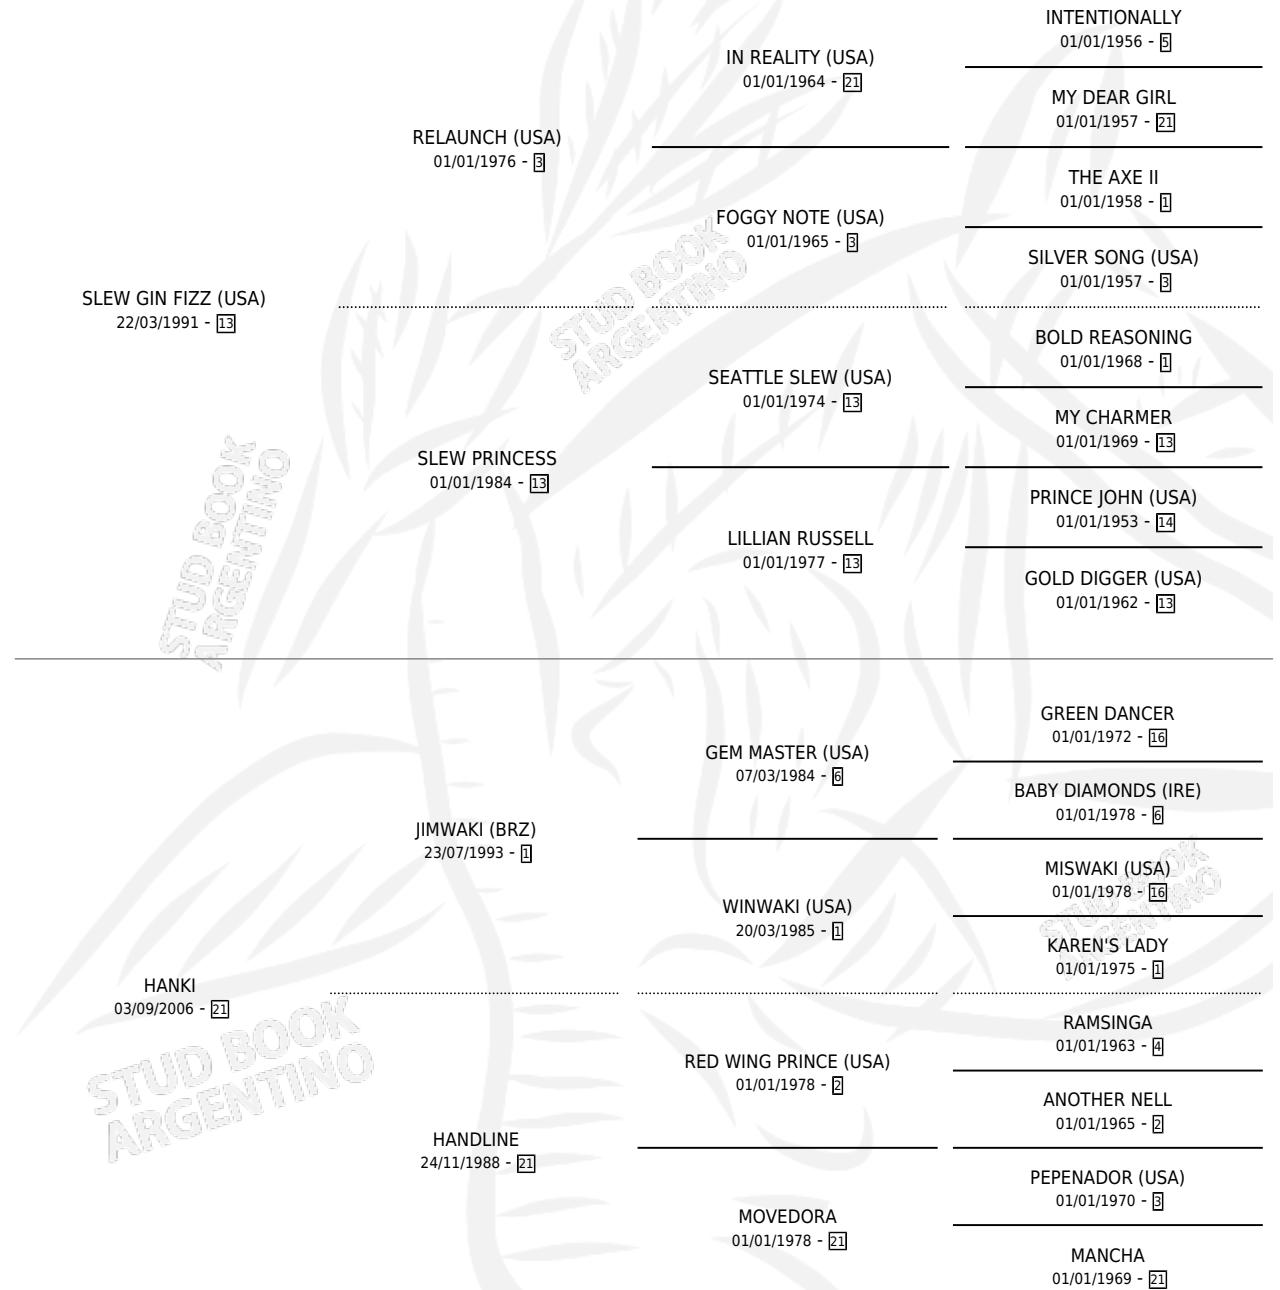 INTENTIONALLY
01/01/1956 - 5
IN REALITY (USA)
01/01/1964 - 21
MY DEAR GIRL
01/01/1957 - 21
RELAUNCH (USA)
01/01/1976 - 3
THE AXE II
01/01/1958 - 1
FOGGY NOTE (USA)
01/01/1965 - 3
SILVER SONG (USA)
01/01/1957 - 3
SLEW GIN FIZZ (USA)
22/03/1991 - 13
BOLD REASONING
01/01/1968 - 1
SEATTLE SLEW (USA)
01/01/1974 - 13
MY CHARMER
01/01/1969 - 13
SLEW PRINCESS
01/01/1984 - 13
PRINCE JOHN (USA)
01/01/1953 - 14
LILLIAN RUSSELL
01/01/1977 - 13
GOLD DIGGER (USA)
01/01/1962 - 13
GREEN DANCER
01/01/1972 - 16
GEM MASTER (USA)
07/03/1984 - 6
BABY DIAMONDS (IRE)
01/01/1978 - 6
JIMWAKI (BRZ)
23/07/1993 - 1
MISWAKI (USA)
01/01/1978 - 16
WINWAKI (USA)
20/03/1985 - 1
KAREN'S LADY
01/01/1975 - 1
HANKI
03/09/2006 - 21
RAMSINGA
01/01/1963 - 4
RED WING PRINCE (USA)
01/01/1978 - 2
ANOTHER NELL
01/01/1965 - 2
HANDLINE
24/11/1988 - 21
PEPENADOR (USA)
01/01/1970 - 3
MOVEDORA
01/01/1978 - 21
MANCHA
01/01/1969 - 21
STUD BOOK
ARGENTINO
STUD BOOK
ARGENTINO
STUD BOOK
ARGENTINO
STUD BOOK
ARGENTINO